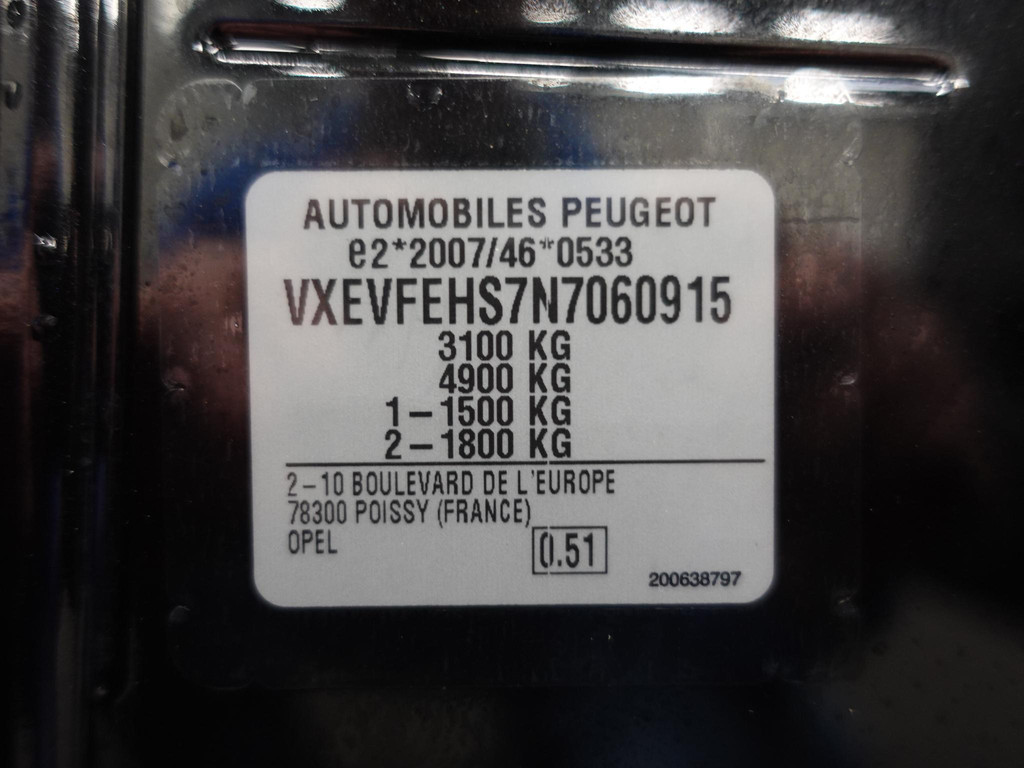 AUTOMOBILES PEUGEOT
e2*2007/46*0533
VXEVFEHS7N7060915
3100 KG
4900 KG
1-1500 KG
2-1800 KG
2-10 BOULEVARD DE L'EUROPE
78300 POISSY (FRANCE)
OPEL
0.51
200638797